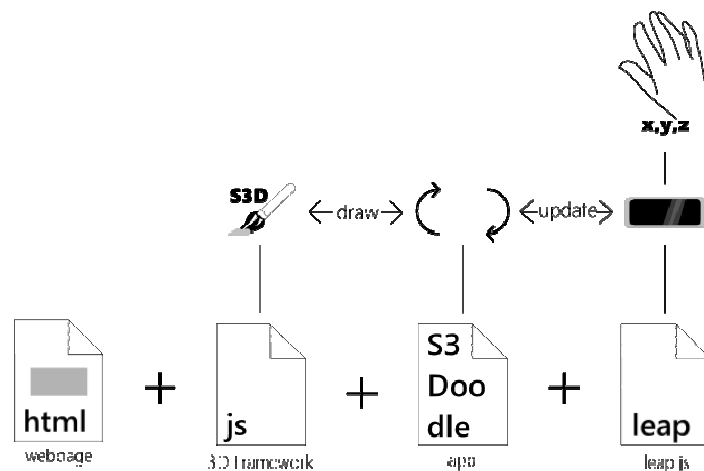 x,y,z
S3D
draw
update
html
+
js
+
S3
Doo
dle
+
leap
webpage
3D Framework
app
leap js